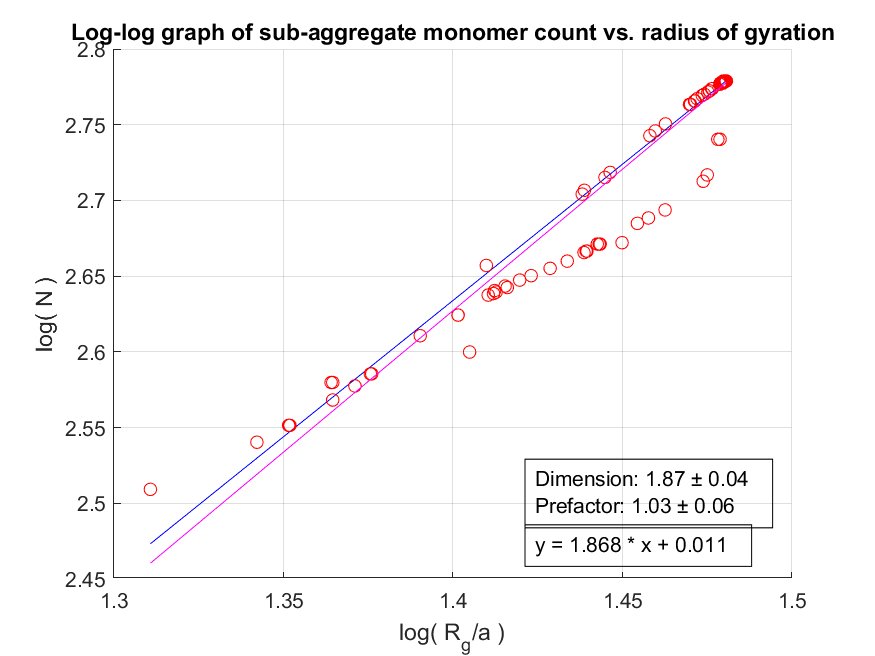 Log-log graph of sub-aggregate monomer count vs. radius of gyration
2.8
2.75
2.7
2.65
2.6
2.55
2.5
2.45
log( N )
Dimension: 1.87 ± 0.04
Prefactor: 1.03 ± 0.06
y = 1.868 * x + 0.011
1.3 1.35 1.4 1.45 1.5
log( R_g/a )